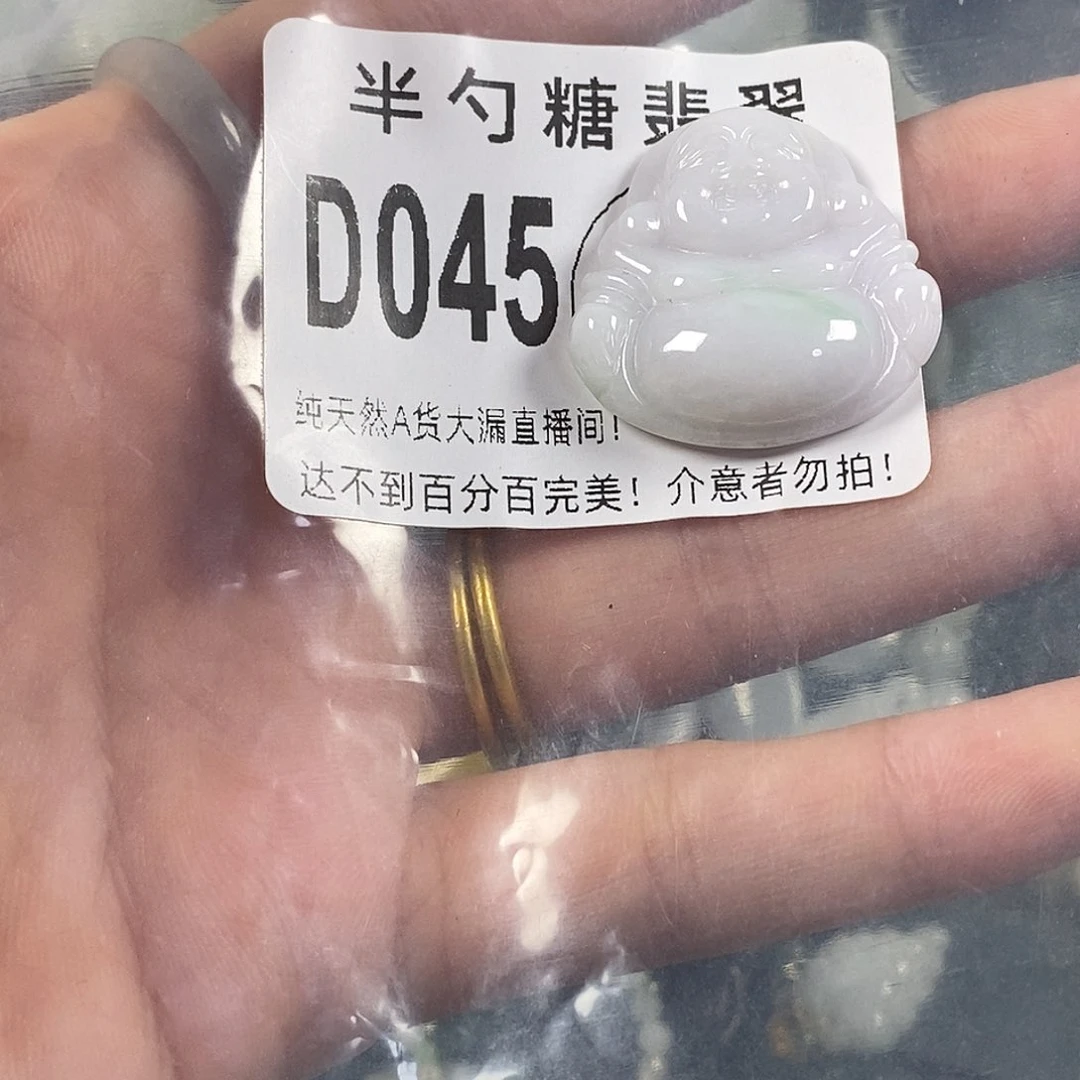 半勺糖翡翠
D045
纯天然A货大漏直播间！
达不到百分百完美！介意者勿拍！